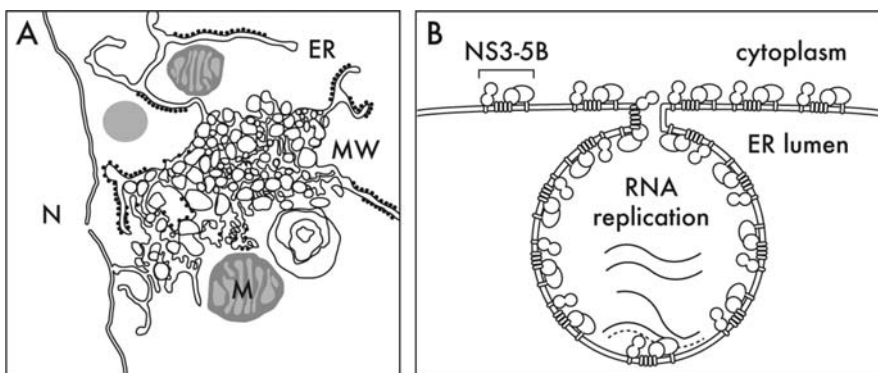 A
ER
MW
N
M
B
NS3-5B
cytoplasm
ER lumen
RNA
replication